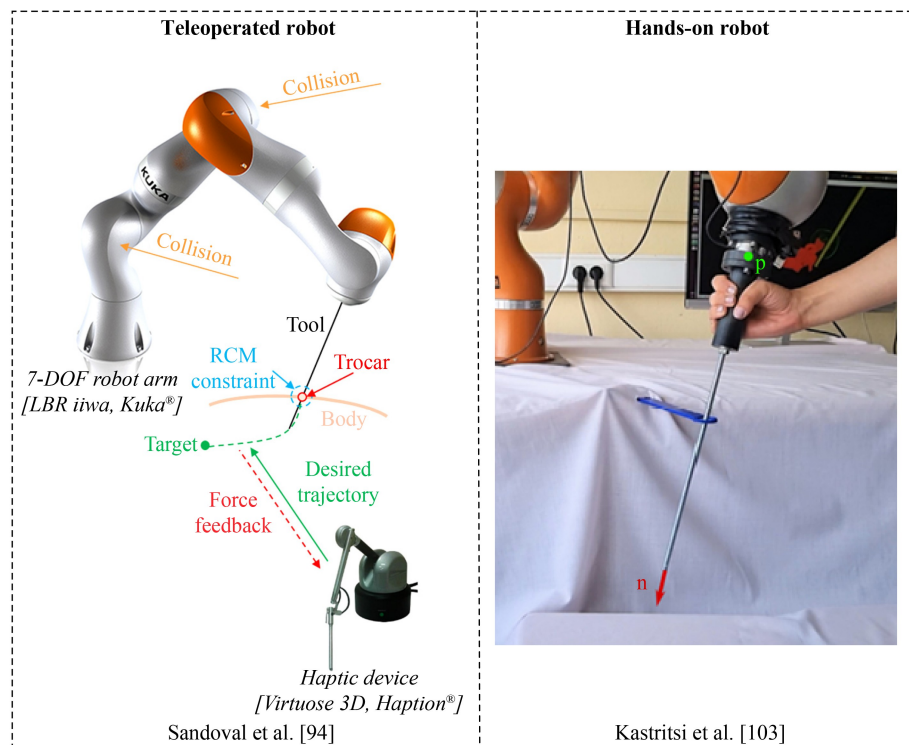 Teleoperated robot
Collision
KUKA
Collision
Tool
RCM
constraint
Trocar
7-DOF robot arm
[LBR iiwa, Kuka®]
Body
Target
Desired
trajectory
Force
feedback
Haptic device
[Virtuose 3D, Haption®]
Sandoval et al. [94]
Hands-on robot
p
n
Kastritsi et al. [103]